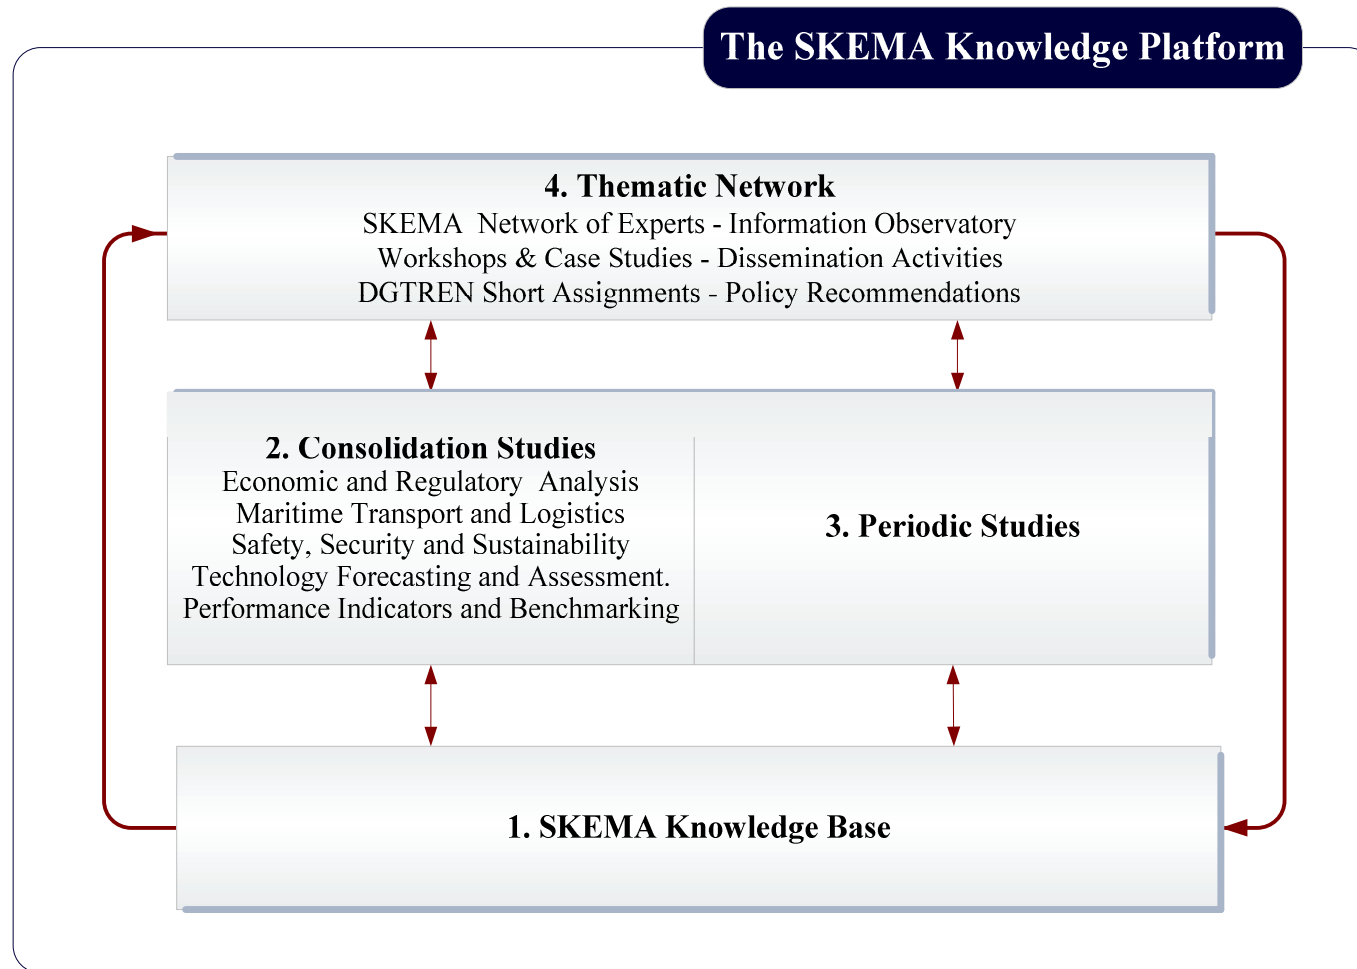 The SKEMA Knowledge Platform
4. Thematic Network
SKEMA Network of Experts - Information Observatory
Workshops & Case Studies - Dissemination Activities
DGTREN Short Assignments - Policy Recommendations
2. Consolidation Studies
Economic and Regulatory Analysis
Maritime Transport and Logistics
Safety, Security and Sustainability
Technology Forecasting and Assessment.
Performance Indicators and Benchmarking
3. Periodic Studies
1. SKEMA Knowledge Base